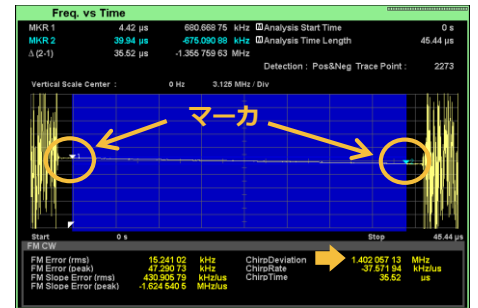 Freq. vs Time
MKR 1 4.42 µs 680.668 75 kHz Analysis Start Time 0 s
MKR 2 39.94 µs -675.090 88 kHz Analysis Time Length 45.44 µs
Δ (2-1) 35.52 µs -1.355 759 63 MHz
Detection : Pos&Neg Trace Point : 2273
Vertical Scale Center : 0 Hz 3.125 MHz / Div
マーカ
1
Start 0 s Stop 45.44 µs
FM CW
FM Error (rms) 15.241 02 kHz ChirpDeviation 1.402 057 13 MHz
FM Error (peak) 47.290 73 kHz ChirpRate -37.571 94 kHz/us
FM Slope Error (rms) 430.905 79 kHz/us ChirpTime 35.52 µs
FM Slope Error (peak) -1.624 540 5 MHz/us